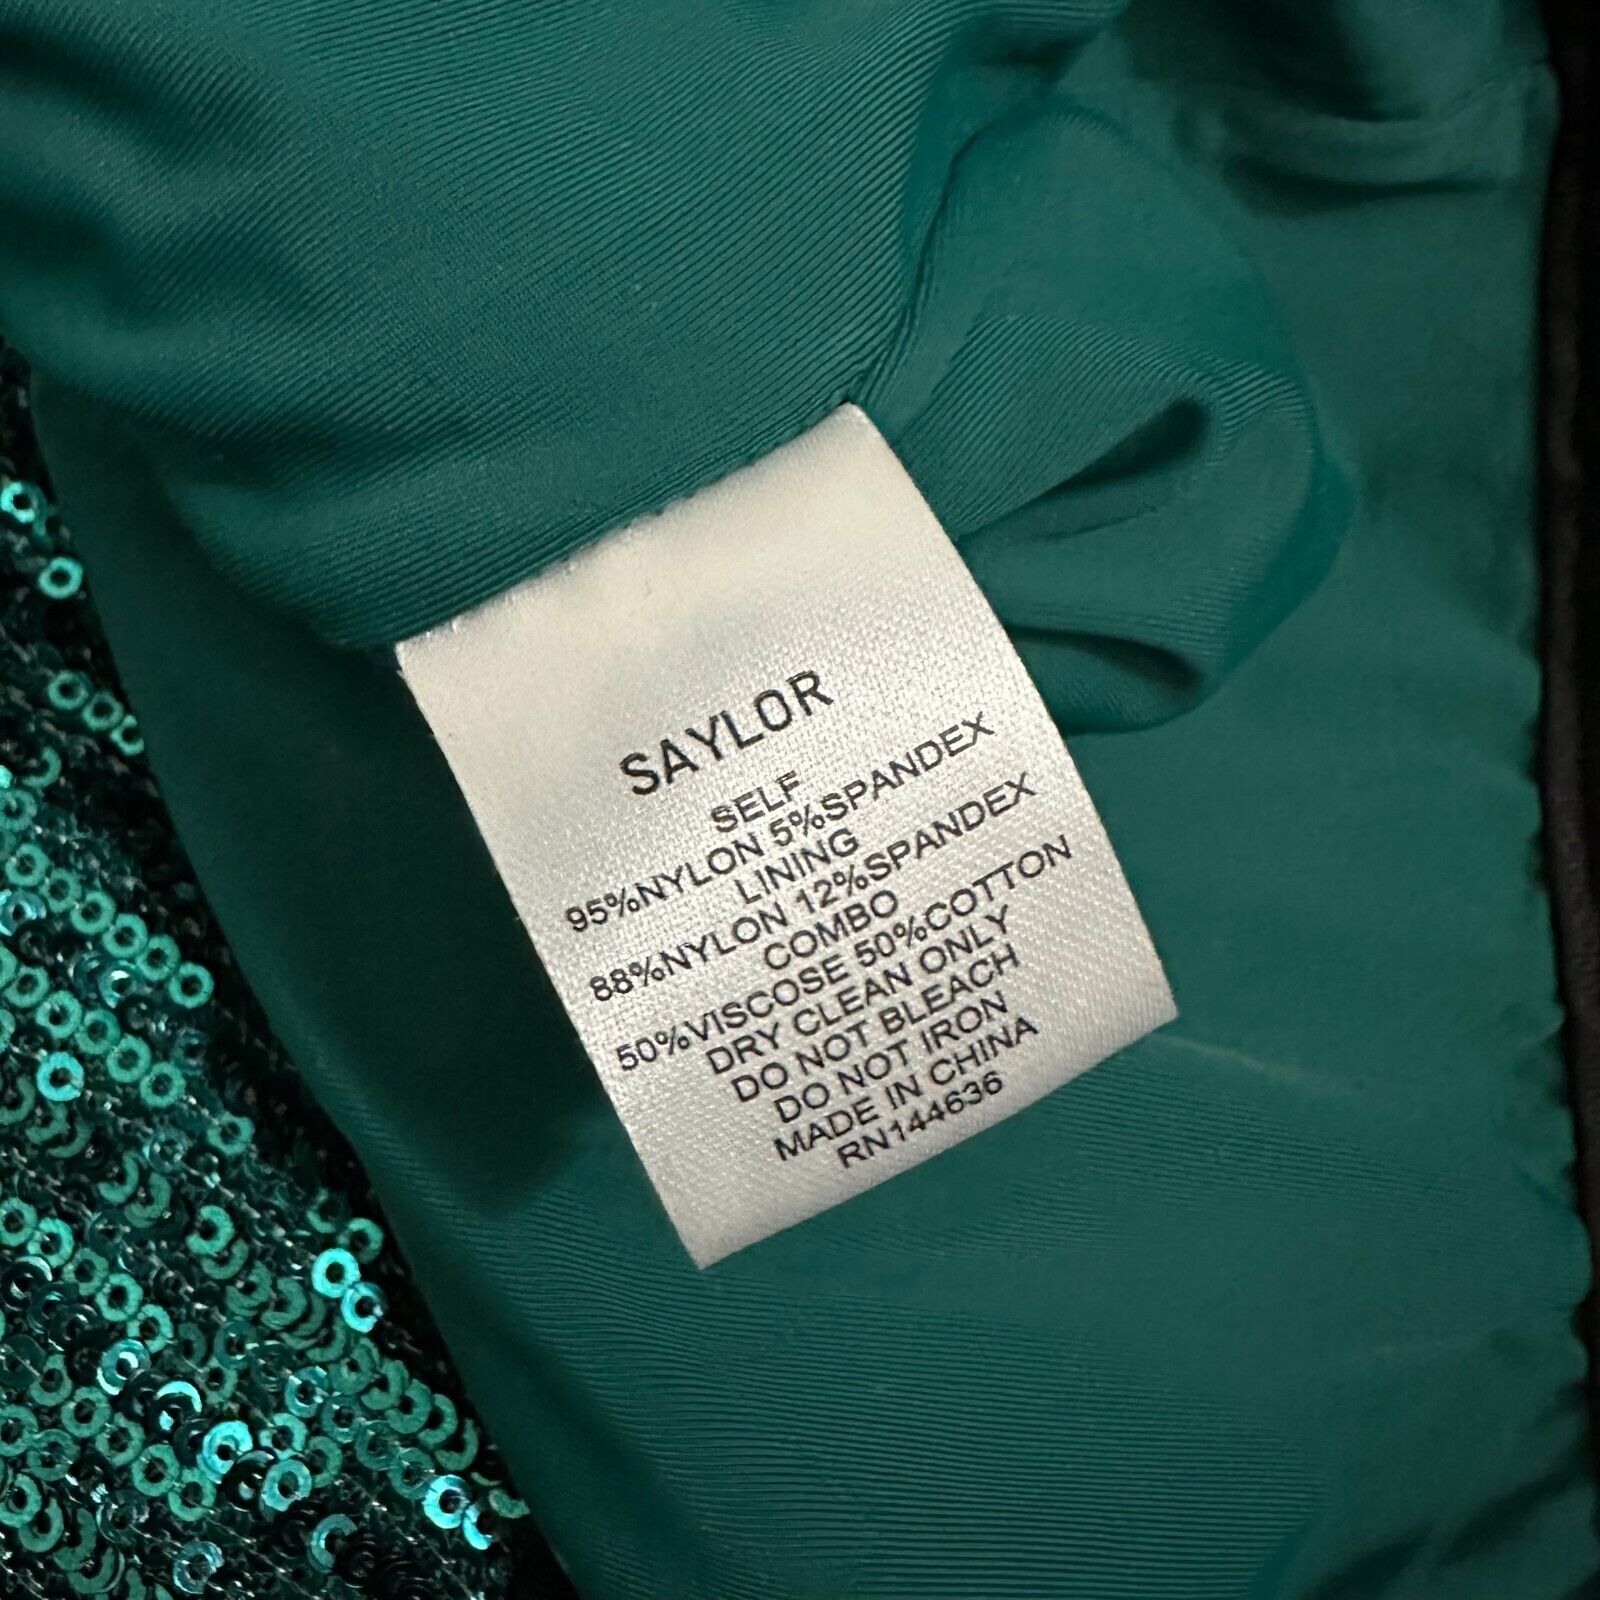 SAYLOR
SELF
95%NYLON 5%SPANDEX
LINING
88%NYLON 12%SPANDEX
COMBO
50%VISCOSE 50%COTTON
DRY CLEAN ONLY
DO NOT BLEACH
DO NOT IRON
MADE IN CHINA
RN144636